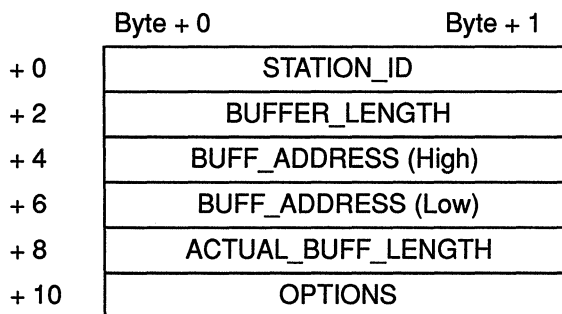 Byte + 0 Byte + 1
+ 0 STATION_ID
+ 2 BUFFER_LENGTH
+ 4 BUFF_ADDRESS (High)
+ 6 BUFF_ADDRESS (Low)
+ 8 ACTUAL_BUFF_LENGTH
+ 10 OPTIONS